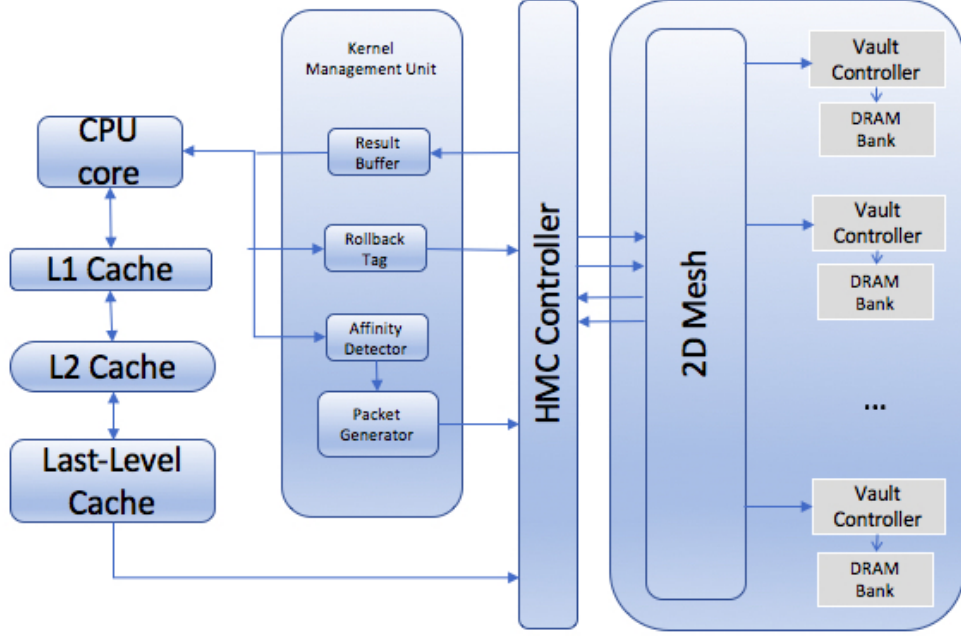 CPU
core
L1 Cache
L2 Cache
Last-Level
Cache
Kernel
Management Unit
Result
Buffer
Rollback
Tag
Affinity
Detector
Packet
Generator
HMC Controller
2D Mesh
Vault
Controller
DRAM
Bank
Vault
Controller
DRAM
Bank
...
Vault
Controller
DRAM
Bank